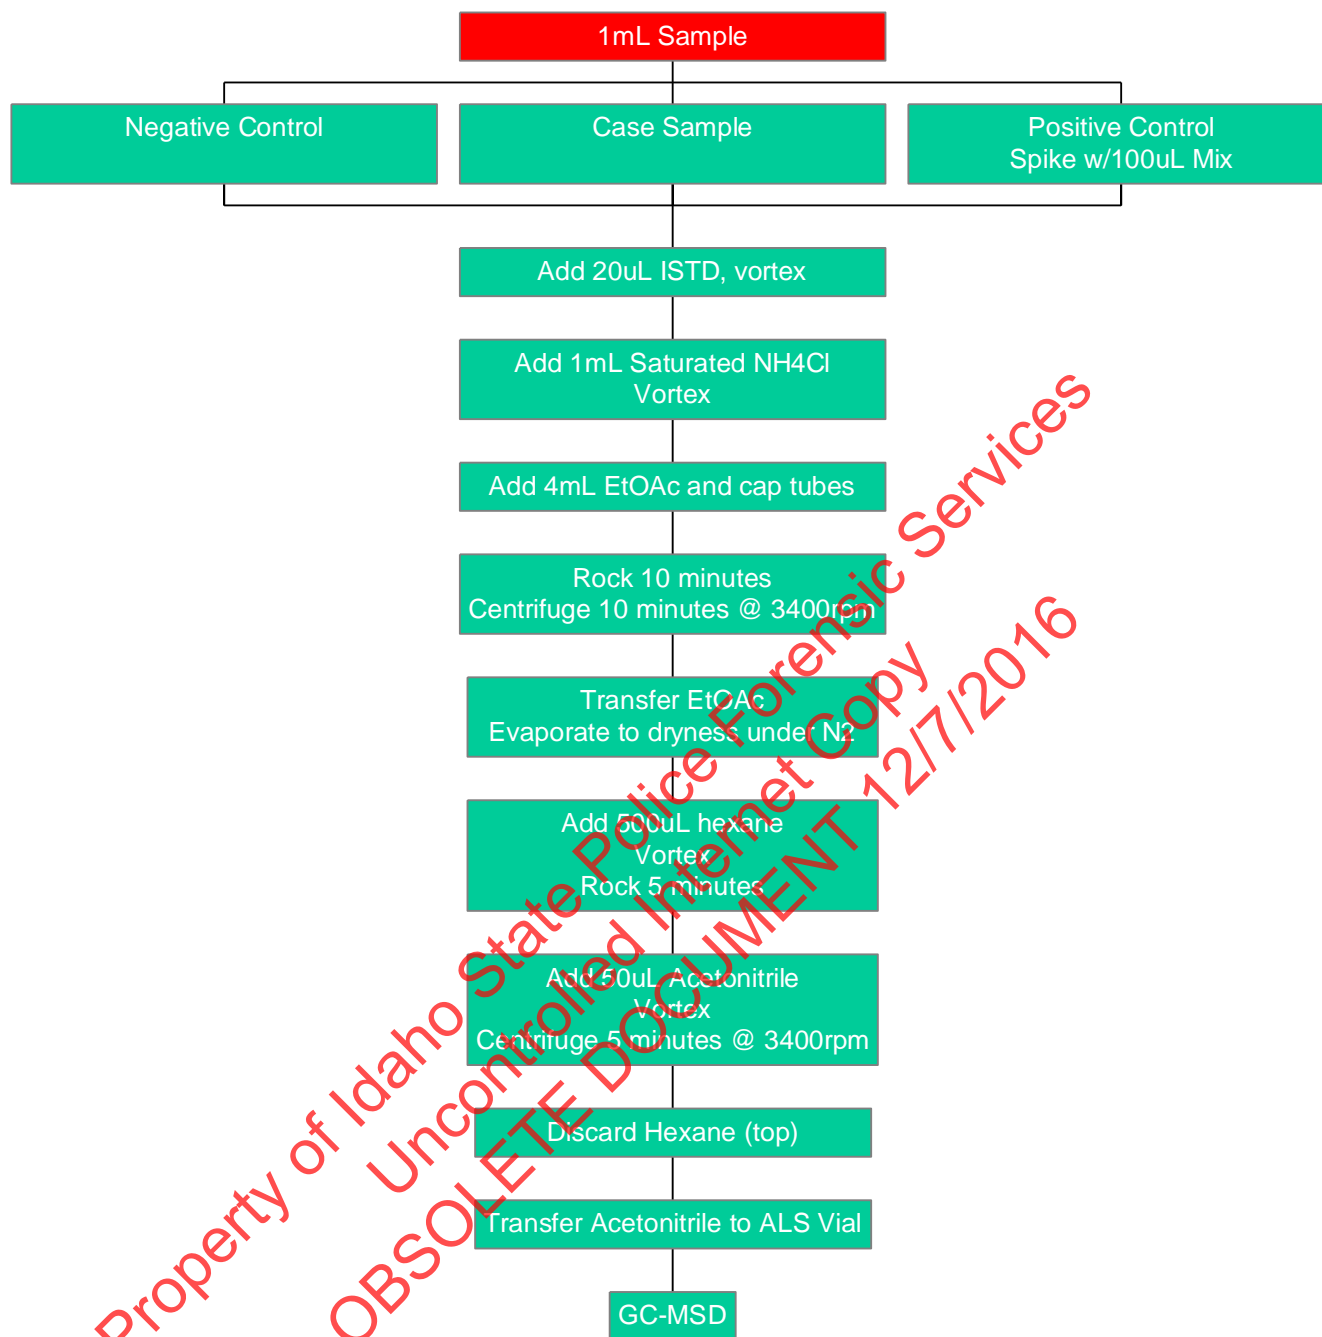 1mL Sample
Negative Control
Case Sample
Positive Control
Spike w/100uL Mix
Add 20uL ISTD, vortex
Add 1mL Saturated NH4Cl
Vortex
Add 4mL EtOAc and cap tubes
Rock 10 minutes
Centrifuge 10 minutes @ 3400rpm
Transfer EtOAc
Evaporate to dryness under N2
Add 500uL hexane
Vortex
Rock 5 minutes
Add 50uL Acetonitrile
Vortex
Centrifuge 5 minutes @ 3400rpm
Discard Hexane (top)
Transfer Acetonitrile to ALS Vial
GC-MSD
Property of Idaho State Police Forensic Services
Uncontrolled Internet Copy
OBSOLETE DOCUMENT 12/7/2016